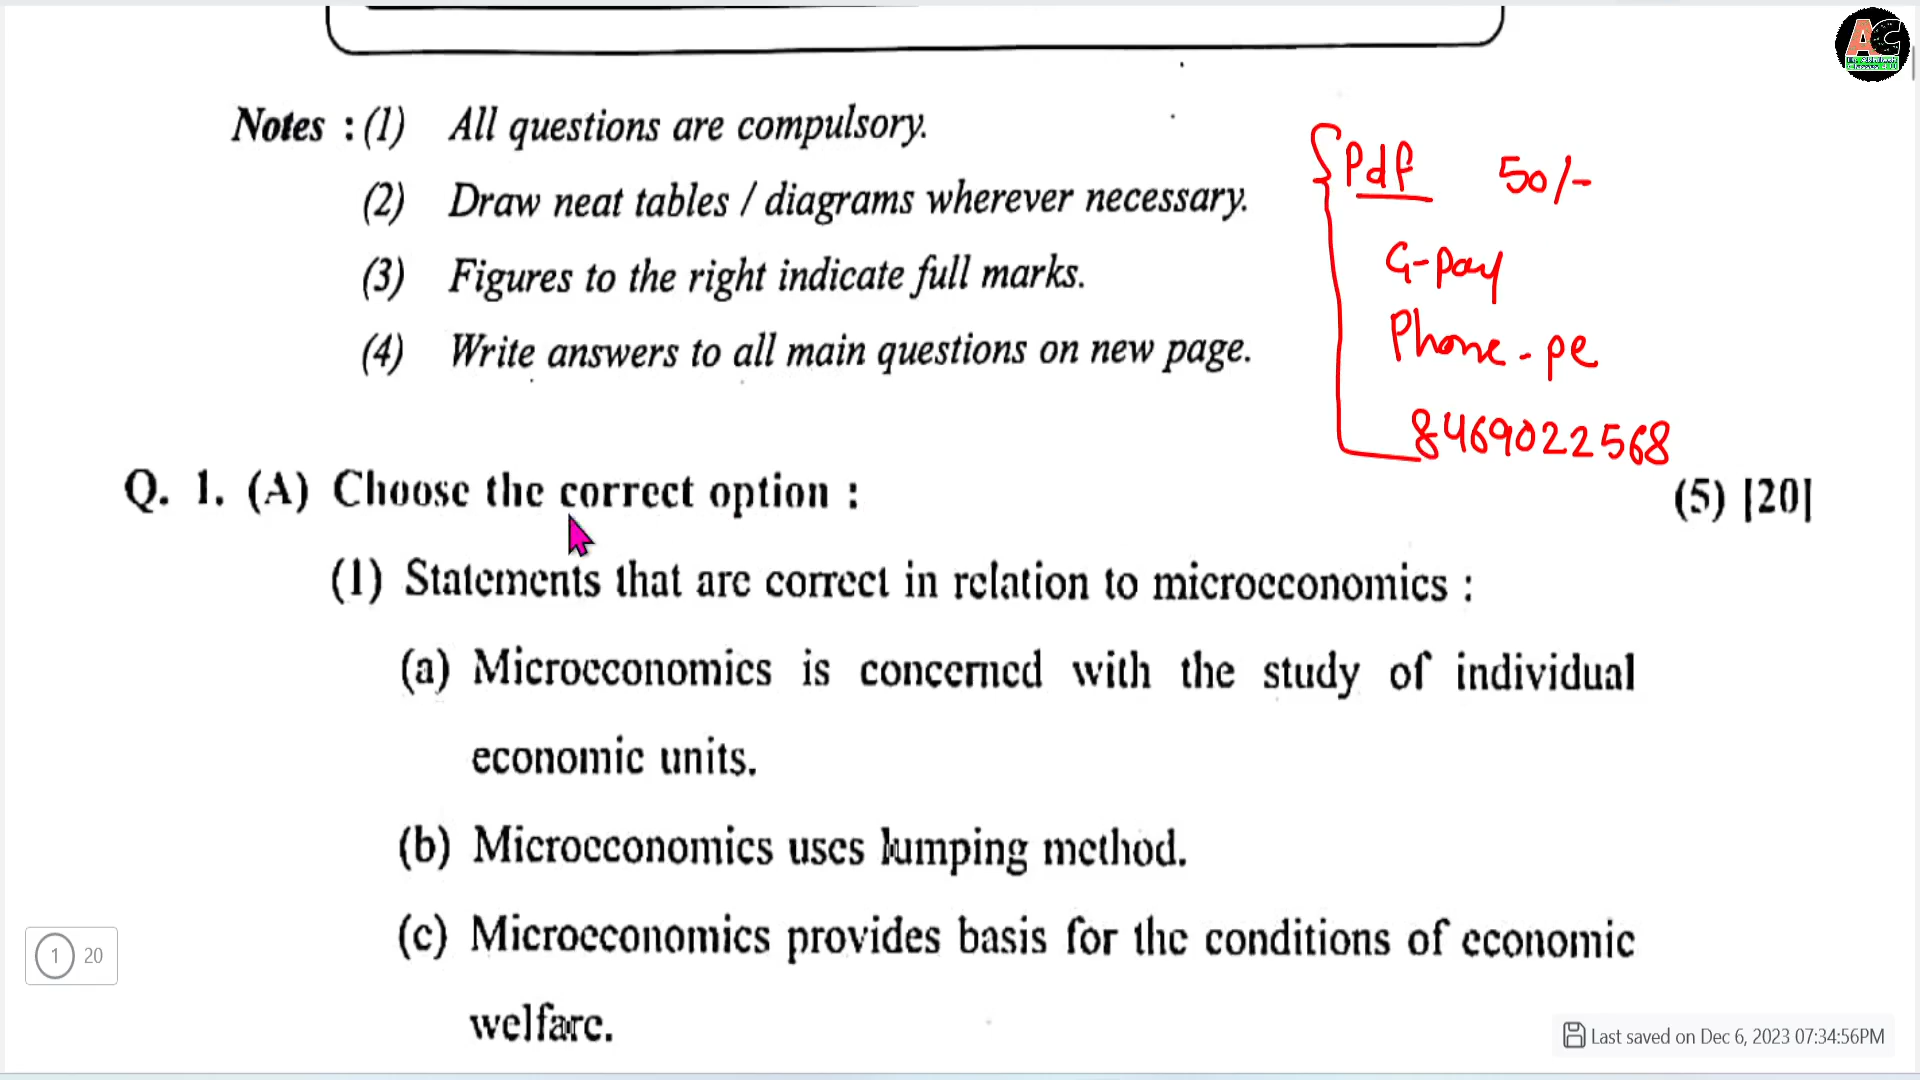 AC
Notes : (1) All questions are compulsory.
(2) Draw neat tables / diagrams wherever necessary.
(3) Figures to the right indicate full marks.
(4) Write answers to all main questions on new page.
Pdf 50/-
G-pay
Phone-pe
8469022568
Q. 1. (A) Choose the correct option : (5) [20]
(1) Statements that are correct in relation to microeconomics :
(a) Microeconomics is concerned with the study of individual
economic units.
(b) Microeconomics uses lumping method.
(c) Microeconomics provides basis for the conditions of economic
welfare.
1 20
Last saved on Dec 6, 2023 07:34:56PM